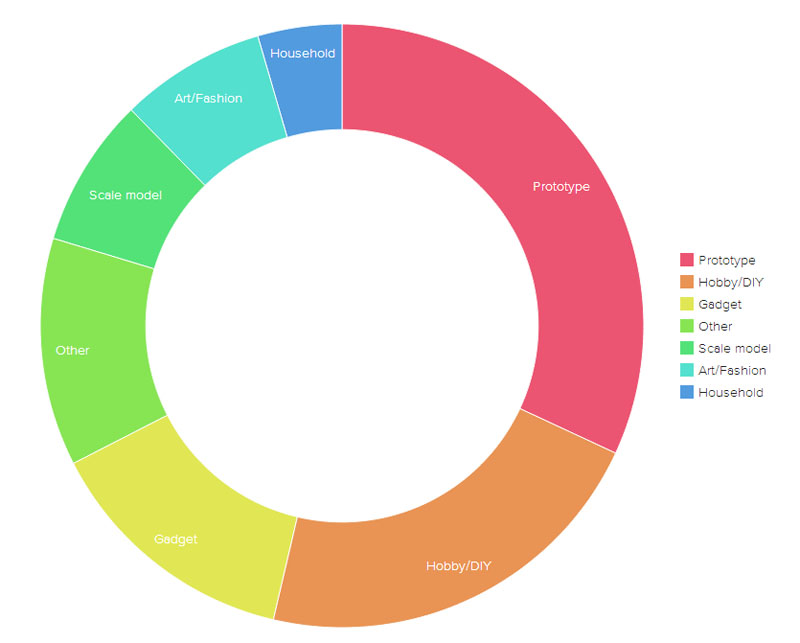 Household
Art/Fashion
Prototype
Scale model
Other
Gadget
Hobby/DIY
Prototype
Hobby/DIY
Gadget
Other
Scale model
Art/Fashion
Household